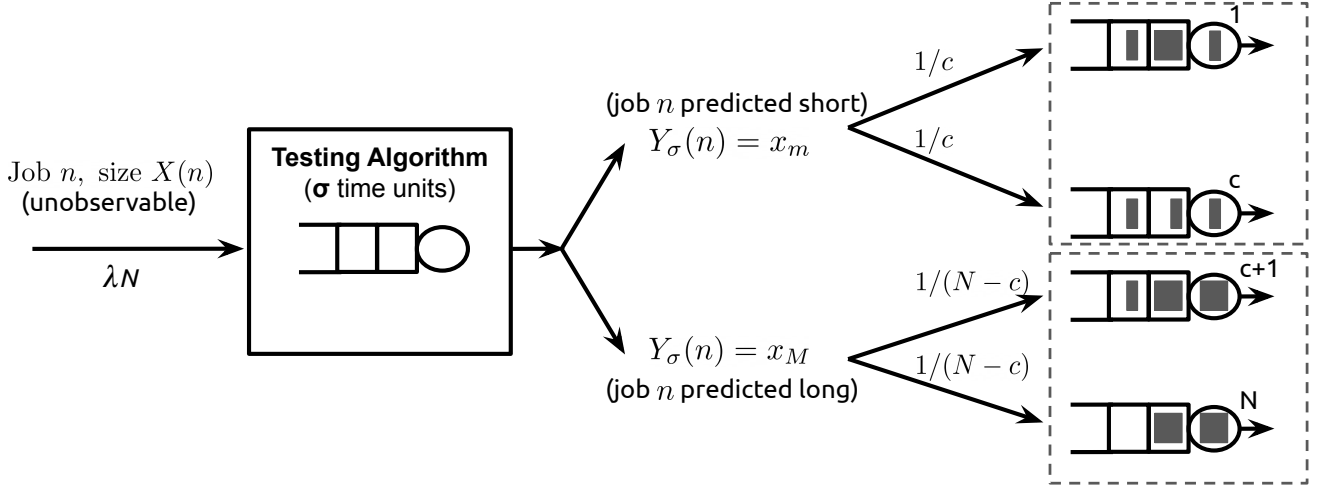 Job n, size X(n)
(unobservable)
λN
Testing Algorithm
(σ time units)
(job n predicted short)
Y_σ(n) = x_m
Y_σ(n) = x_M
(job n predicted long)
1/c
1/c
1/(N − c)
1/(N − c)
1
c
c+1
N